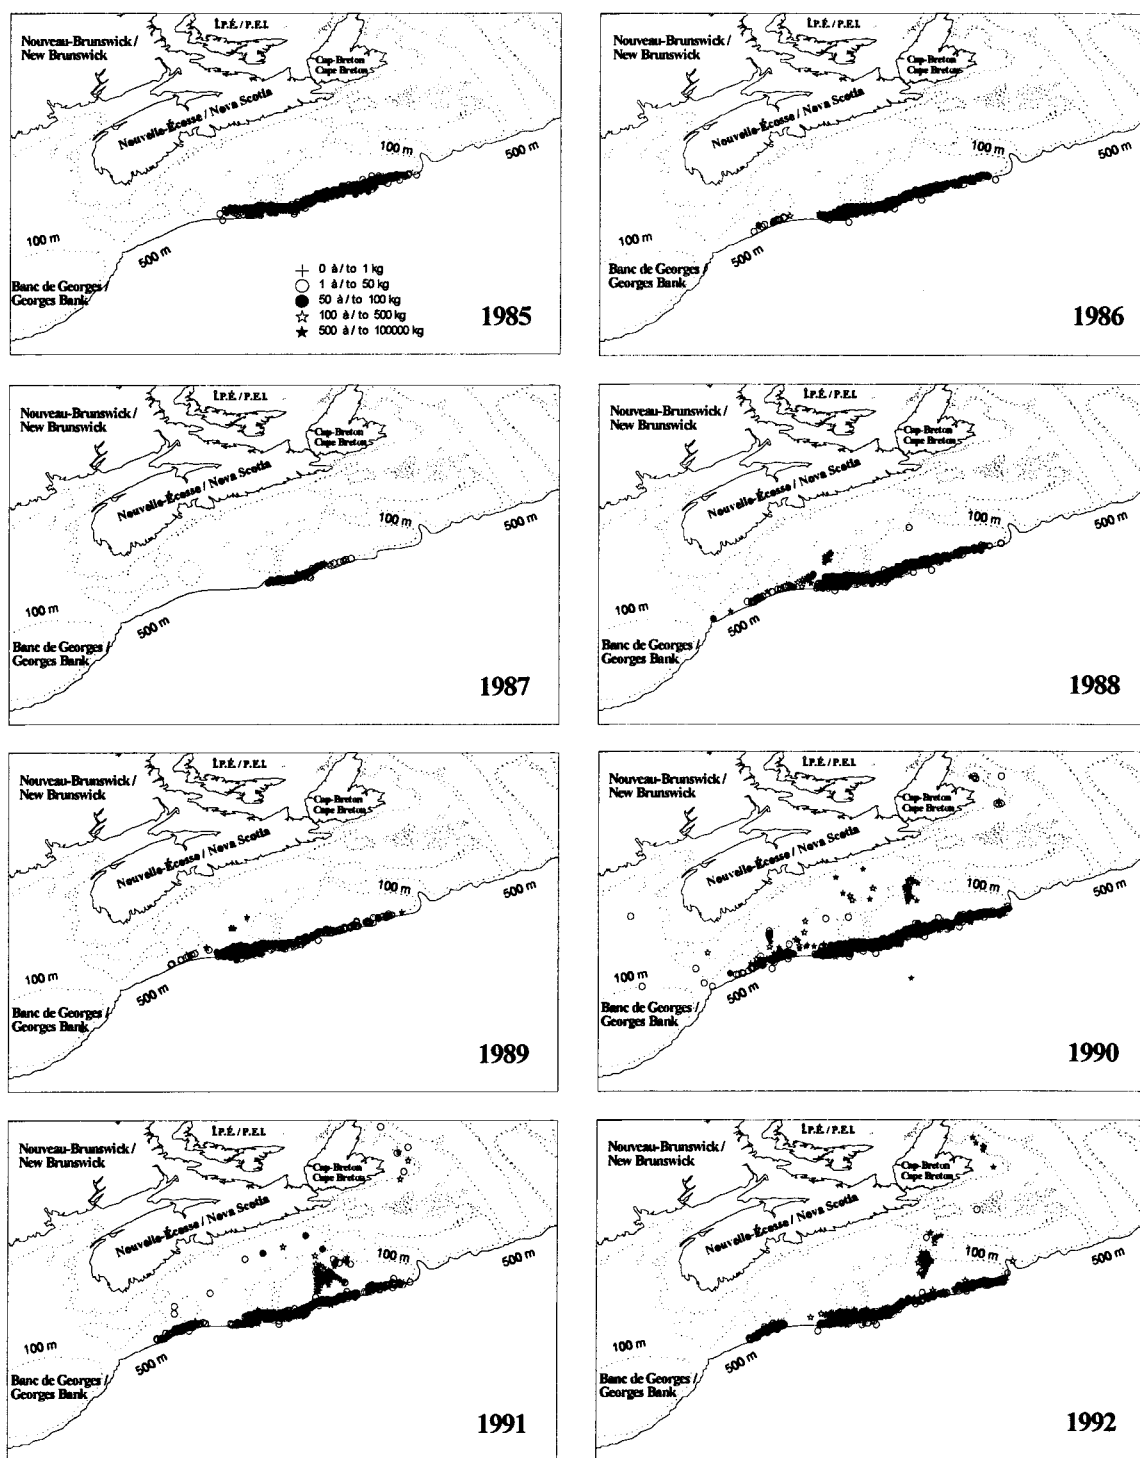 Î.P.É. / P.E.I.
Nouveau-Brunswick /
New Brunswick
Cap-Breton
Cape Breton
Nouvelle-Écosse / Nova Scotia
100 m
500 m
100 m
500 m
Banc de Georges /
Georges Bank
0 à / to 1 kg
1 à / to 50 kg
50 à / to 100 kg
100 à / to 500 kg
500 à / to 100000 kg
1985
Î.P.É. / P.E.I.
Nouveau-Brunswick /
New Brunswick
Cap-Breton
Cape Breton
Nouvelle-Écosse / Nova Scotia
100 m
500 m
100 m
500 m
Banc de Georges /
Georges Bank
1986
Î.P.É. / P.E.I.
Nouveau-Brunswick /
New Brunswick
Cap-Breton
Cape Breton
Nouvelle-Écosse / Nova Scotia
100 m
500 m
100 m
500 m
Banc de Georges /
Georges Bank
1987
Î.P.É. / P.E.I.
Nouveau-Brunswick /
New Brunswick
Cap-Breton
Cape Breton
Nouvelle-Écosse / Nova Scotia
100 m
500 m
100 m
500 m
Banc de Georges /
Georges Bank
1988
Î.P.É. / P.E.I.
Nouveau-Brunswick /
New Brunswick
Cap-Breton
Cape Breton
Nouvelle-Écosse / Nova Scotia
100 m
500 m
100 m
500 m
Banc de Georges /
Georges Bank
1989
Î.P.É. / P.E.I.
Nouveau-Brunswick /
New Brunswick
Cap-Breton
Cape Breton
Nouvelle-Écosse / Nova Scotia
100 m
500 m
100 m
500 m
Banc de Georges /
Georges Bank
1990
Î.P.É. / P.E.I.
Nouveau-Brunswick /
New Brunswick
Cap-Breton
Cape Breton
Nouvelle-Écosse / Nova Scotia
100 m
500 m
100 m
500 m
Banc de Georges /
Georges Bank
1991
Î.P.É. / P.E.I.
Nouveau-Brunswick /
New Brunswick
Cap-Breton
Cape Breton
Nouvelle-Écosse / Nova Scotia
100 m
500 m
100 m
500 m
Banc de Georges /
Georges Bank
1992